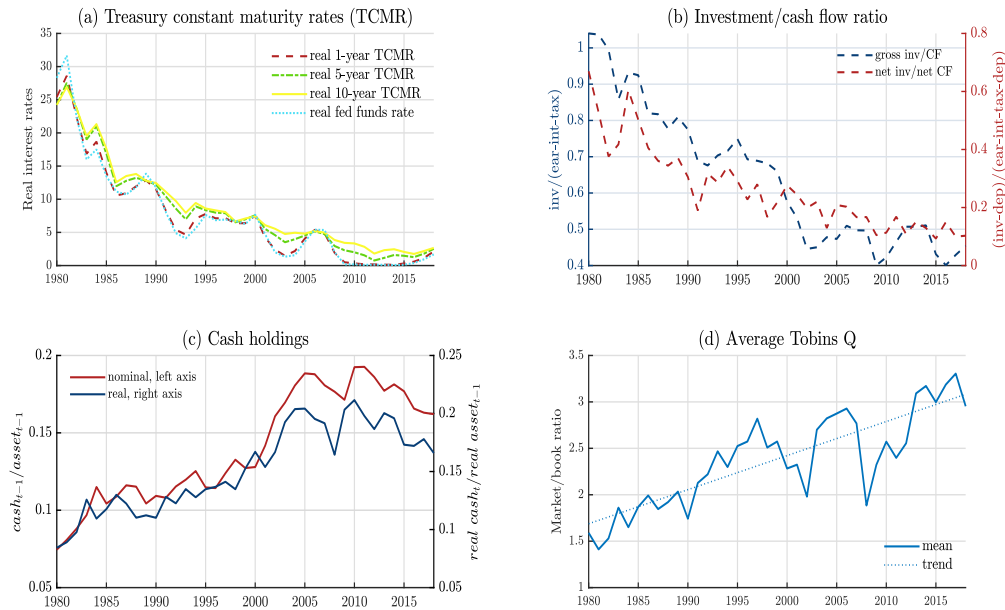 (a) Treasury constant maturity rates (TCMR)
35
30
25
20
15
10
5
0
Real interest rates
real 1-year TCMR
real 5-year TCMR
real 10-year TCMR
real fed funds rate
1980 1985 1990 1995 2000 2005 2010 2015
(b) Investment/cash flow ratio
1
0.9
0.8
0.7
0.6
0.5
0.4
inv/(ear-int-tax)
gross inv/CF
net inv/net CF
0.8
0.6
0.4
0.2
0
(inv-dep)/(ear-int-tax-dep)
1980 1985 1990 1995 2000 2005 2010 2015
(c) Cash holdings
0.2
0.15
0.1
0.05
cash_{t−1}/asset_{t−1}
nominal, left axis
real, right axis
0.25
0.2
0.15
0.1
0.05
real cash_t/real asset_{t−1}
1980 1985 1990 1995 2000 2005 2010 2015
(d) Average Tobins Q
3.5
3
2.5
2
1.5
1
Market/book ratio
mean
trend
1980 1985 1990 1995 2000 2005 2010 2015